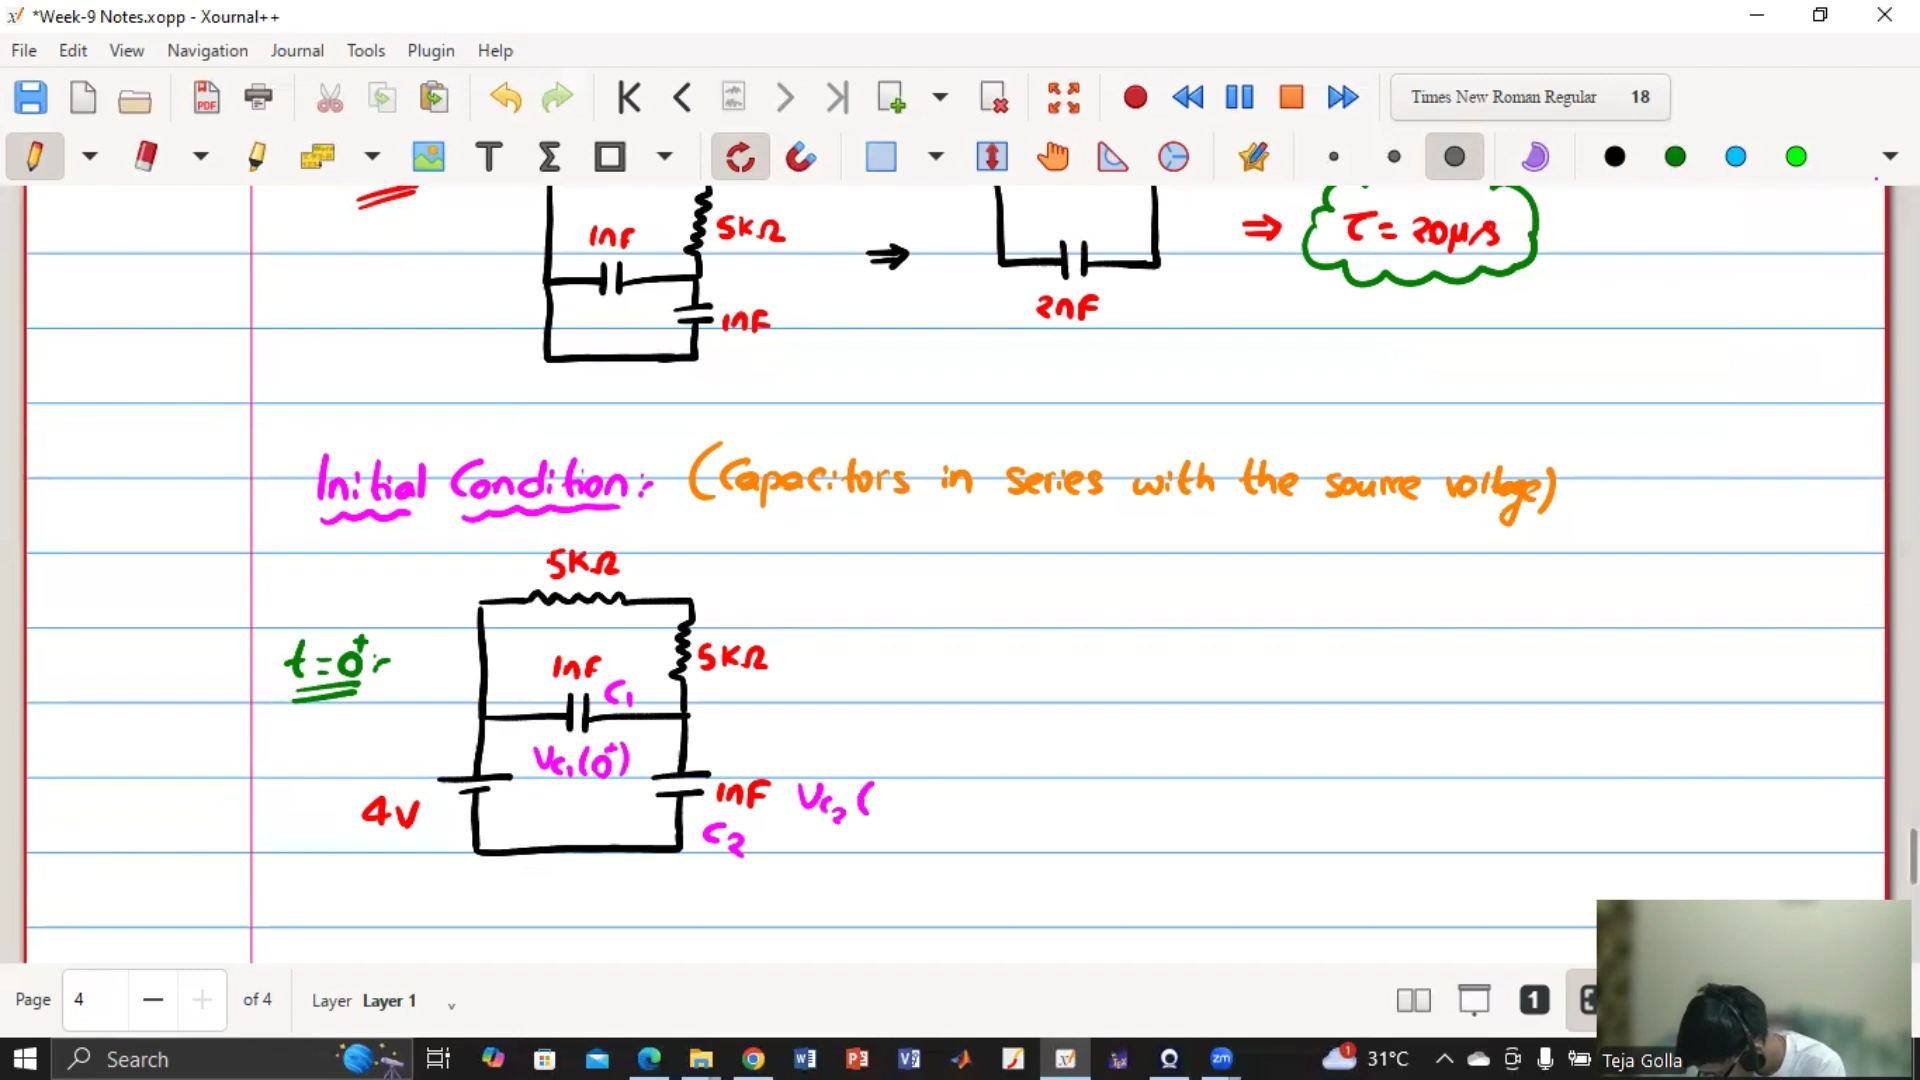 *Week-9 Notes.xopp - Xournal++
File Edit View Navigation Journal Tools Plugin Help
Times New Roman Regular 18
5KΩ
1nF
1nF
⇒
2nF
⇒ τ = 20μs
Initial Condition: (Capacitors in series with the source voltage)
5KΩ
t=0⁺:
5KΩ
1nF
C₁
Vc₁(0⁺)
4V
1nF Vc₂(
C₂
Page 4 of 4 Layer Layer 1
1
Search
31°C
Teja Golla